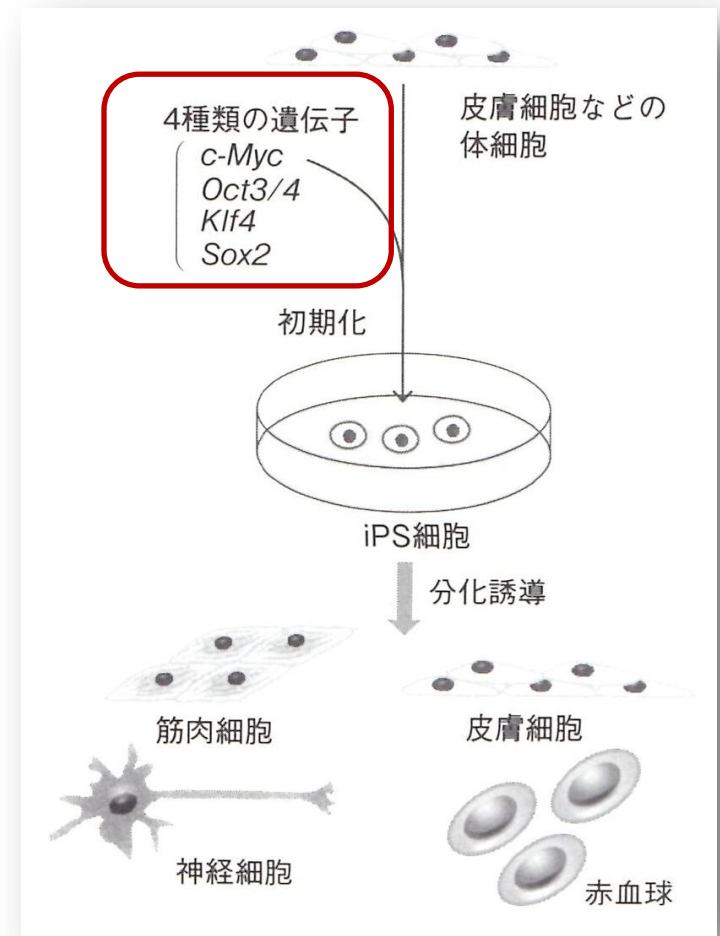 4種類の遺伝子
c-Myc
Oct3/4
Klf4
Sox2
皮膚細胞などの
体細胞
初期化
iPS細胞
分化誘導
筋肉細胞
皮膚細胞
神経細胞
赤血球